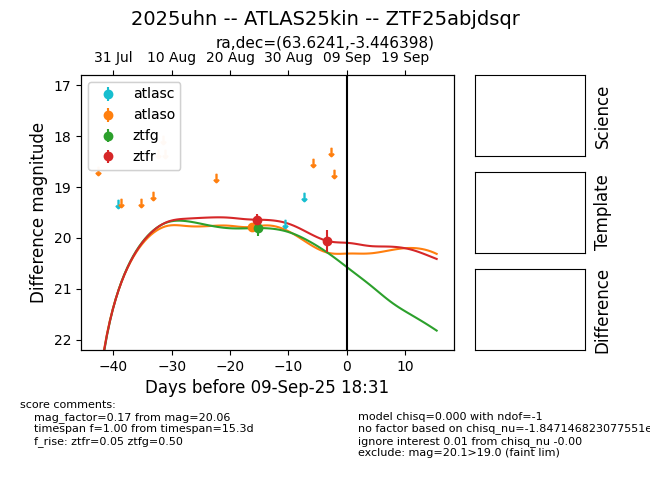 2025uhn -- ATLAS25kin -- ZTF25abjdsqr
ra,dec=(63.6241,-3.446398)
31 Jul 10 Aug 20 Aug 30 Aug 09 Sep 19 Sep
atlasc
atlaso
ztfg
ztfr
17
18
19
20
21
22
Difference magnitude
−40 −30 −20 −10 0 10
Days before 09-Sep-25 18:31
Science
Template
Difference
score comments:
mag_factor=0.17 from mag=20.06
timespan f=1.00 from timespan=15.3d
f_rise: ztfr=0.05 ztfg=0.50
model chisq=0.000 with ndof=-1
no factor based on chisq_nu=-1.847146823077551e
ignore interest 0.01 from chisq_nu -0.00
exclude: mag=20.1>19.0 (faint lim)